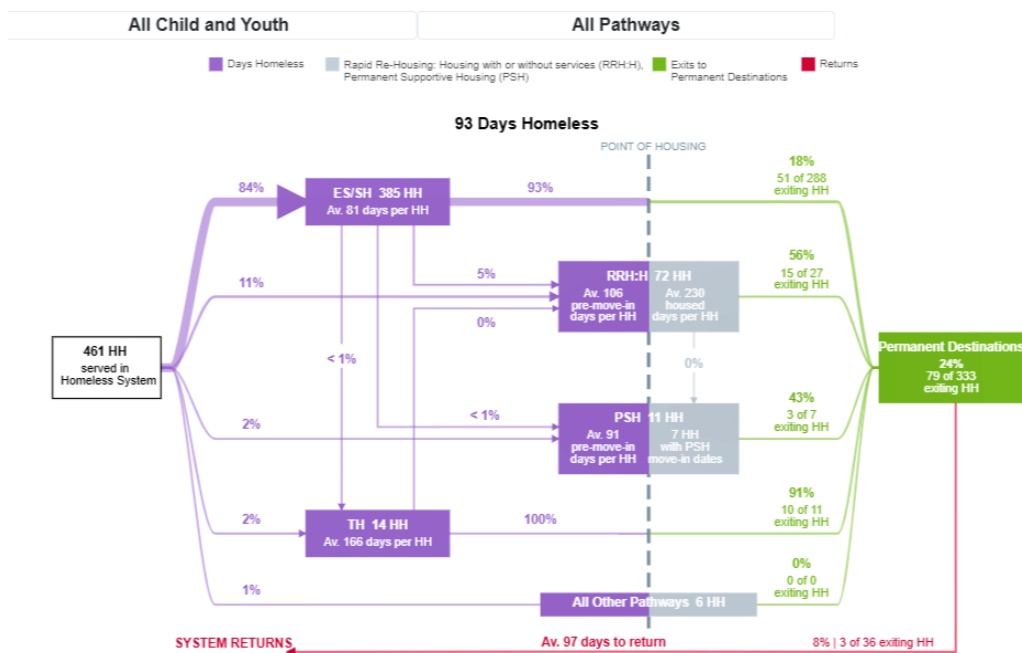 All Child and Youth
All Pathways
Days Homeless
Rapid Re-Housing: Housing with or without services (RRH:H),
Permanent Supportive Housing (PSH)
Exits to
Permanent Destinations
Returns
93 Days Homeless
POINT OF HOUSING
84%
ES/SH 385 HH
Av. 81 days per HH
93%
18%
51 of 288
exiting HH
11%
5%
0%
RRH:H 72 HH
Av. 106
pre-move-in
days per HH
Av. 230
housed
days per HH
56%
15 of 27
exiting HH
461 HH
served in
Homeless System
< 1%
0%
Permanent Destinations
24%
79 of 333
exiting HH
2%
< 1%
PSH 11 HH
Av. 91
pre-move-in
days per HH
7 HH
with PSH
move-in dates
43%
3 of 7
exiting HH
2%
TH 14 HH
Av. 166 days per HH
100%
91%
10 of 11
exiting HH
1%
All Other Pathways 6 HH
0%
0 of 0
exiting HH
SYSTEM RETURNS
Av. 97 days to return
8% | 3 of 36 exiting HH